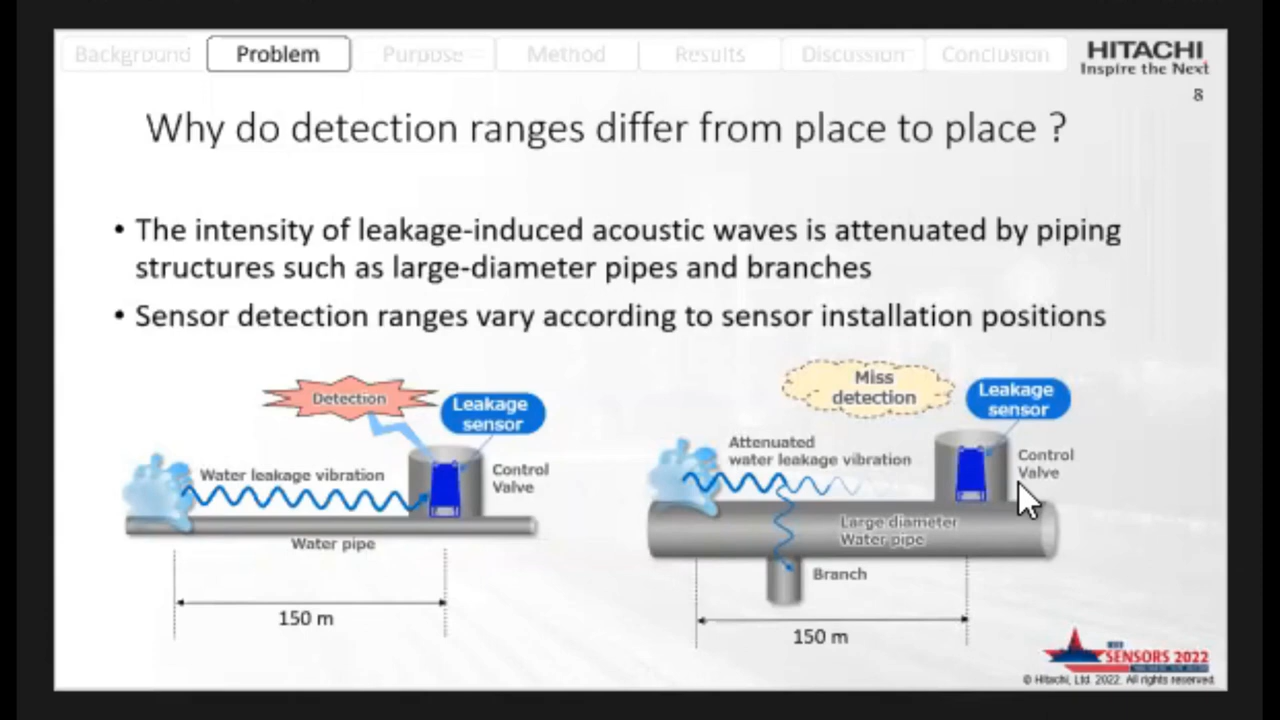 Background Problem Purpose Method Results Discussion Conclusion
HITACHI
Inspire the Next
8
Why do detection ranges differ from place to place ?
• The intensity of leakage-induced acoustic waves is attenuated by piping
structures such as large-diameter pipes and branches
• Sensor detection ranges vary according to sensor installation positions
Detection
Leakage
sensor
Water leakage vibration
Control
Valve
Water pipe
150 m
Miss
detection
Leakage
sensor
Attenuated
water leakage vibration
Control
Valve
Large diameter
Water pipe
Branch
150 m
SENSORS 2022
© Hitachi, Ltd. 2022. All rights reserved.